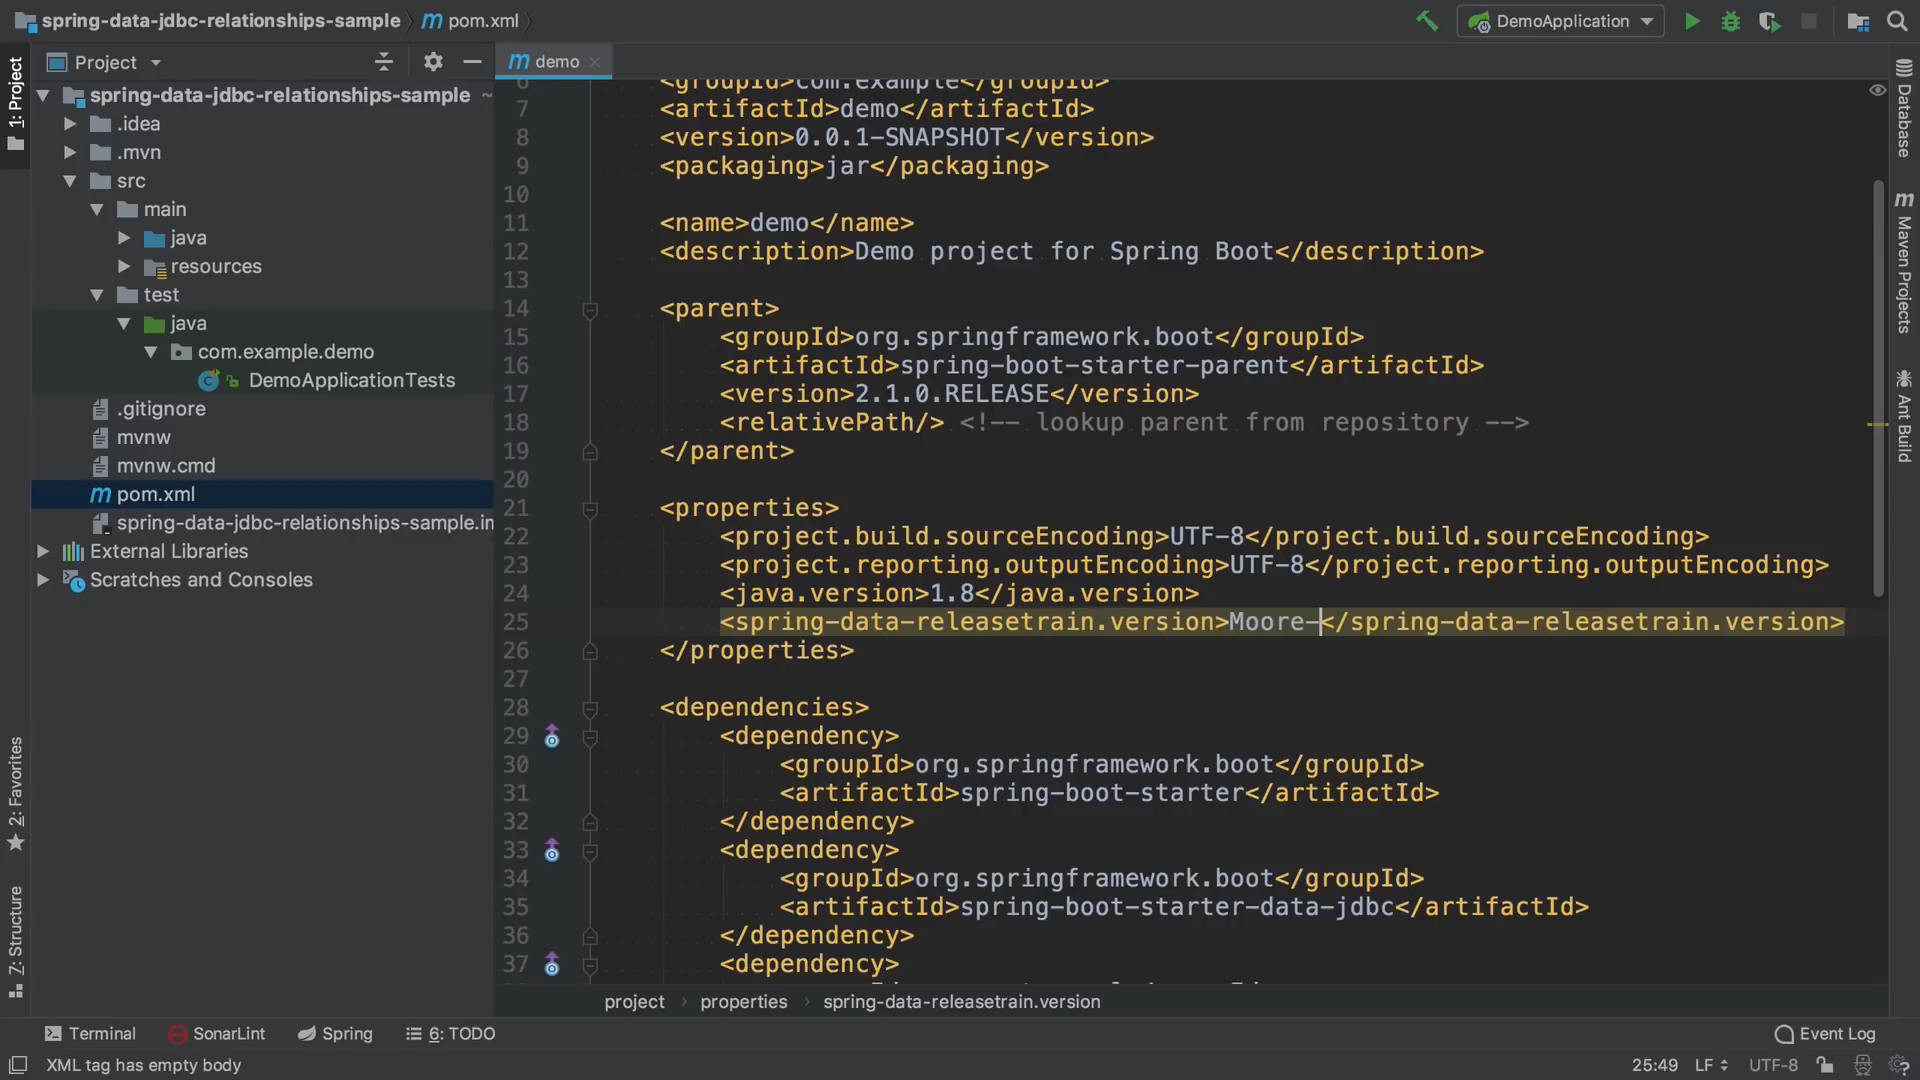 spring-data-jdbc-relationships-sample
pom.xml
DemoApplication
1: Project
Project
spring-data-jdbc-relationships-sample ~
.idea
.mvn
src
main
java
resources
test
java
com.example.demo
DemoApplicationTests
.gitignore
mvnw
mvnw.cmd
pom.xml
spring-data-jdbc-relationships-sample.im
External Libraries
Scratches and Consoles
2: Favorites
Z: Structure
demo
6 <groupId>com.example</groupId>
7 <artifactId>demo</artifactId>
8 <version>0.0.1-SNAPSHOT</version>
9 <packaging>jar</packaging>
10
11 <name>demo</name>
12 <description>Demo project for Spring Boot</description>
13
14 <parent>
15 <groupId>org.springframework.boot</groupId>
16 <artifactId>spring-boot-starter-parent</artifactId>
17 <version>2.1.0.RELEASE</version>
18 <relativePath/> <!-- lookup parent from repository -->
19 </parent>
20
21 <properties>
22 <project.build.sourceEncoding>UTF-8</project.build.sourceEncoding>
23 <project.reporting.outputEncoding>UTF-8</project.reporting.outputEncoding>
24 <java.version>1.8</java.version>
25 <spring-data-releasetrain.version>Moore-</spring-data-releasetrain.version>
26 </properties>
27
28 <dependencies>
29 <dependency>
30 <groupId>org.springframework.boot</groupId>
31 <artifactId>spring-boot-starter</artifactId>
32 </dependency>
33 <dependency>
34 <groupId>org.springframework.boot</groupId>
35 <artifactId>spring-boot-starter-data-jdbc</artifactId>
36 </dependency>
37 <dependency>
project
properties
spring-data-releasetrain.version
Database
Maven Projects
Ant Build
Terminal
SonarLint
Spring
6: TODO
Event Log
XML tag has empty body
25:49
LF
UTF-8